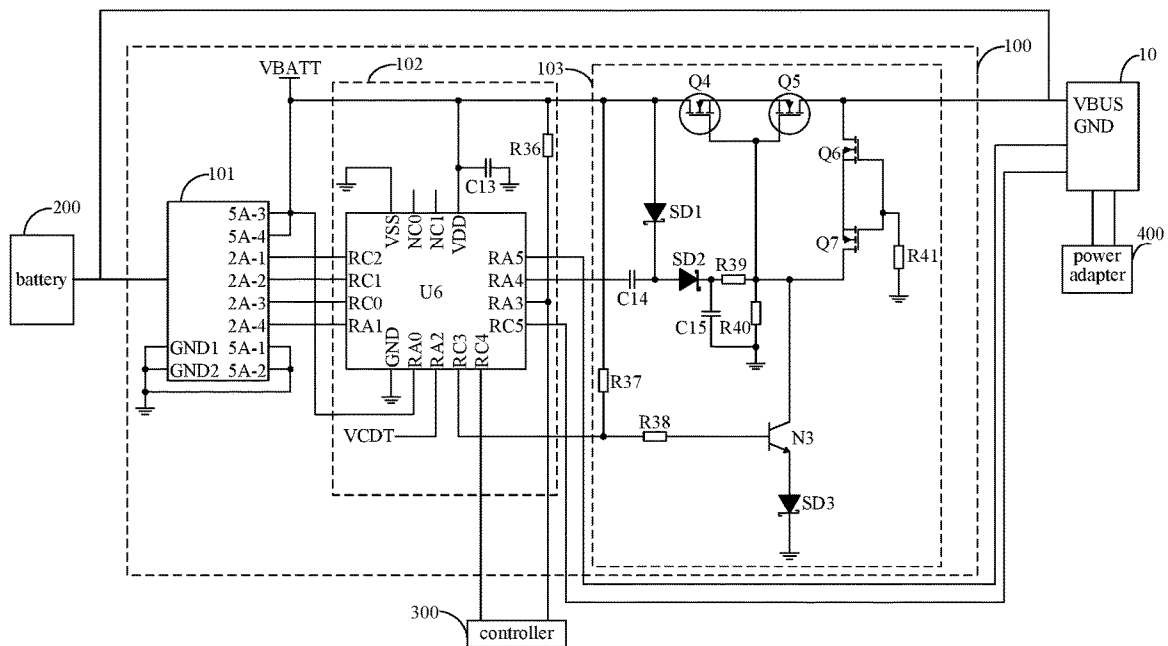 100
10
VBATT
102
103
Q4
Q5
VBUS
GND
R36
Q6
C13
101
200
SD1
5A-3
VSS
NC0
NC1
VDD
5A-4
Q7
400
2A-1
RC2
RA5
SD2
R39
R41
power
adapter
battery
2A-2
RC1
U6
RA4
C14
2A-3
RC0
RA3
C15
R40
2A-4
RA1
RC5
GND1
5A-1
GND
RA0
RA2
RC3
RC4
GND2
5A-2
R37
R38
VCDT
N3
SD3
300
controller